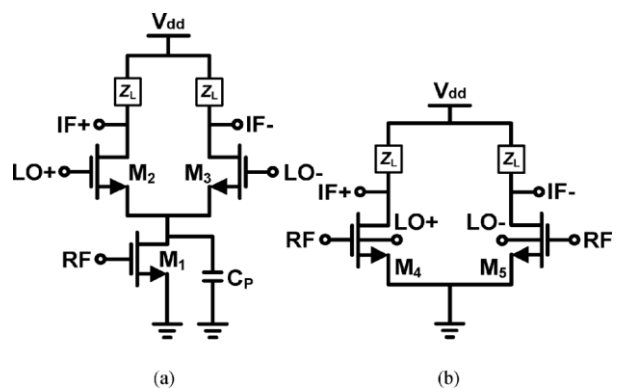 Vdd
ZL
ZL
IF+
IF-
LO+
M2
M3
LO-
RF
M1
CP
(a)
Vdd
ZL
ZL
IF+
IF-
RF
LO+
LO-
RF
M4
M5
(b)